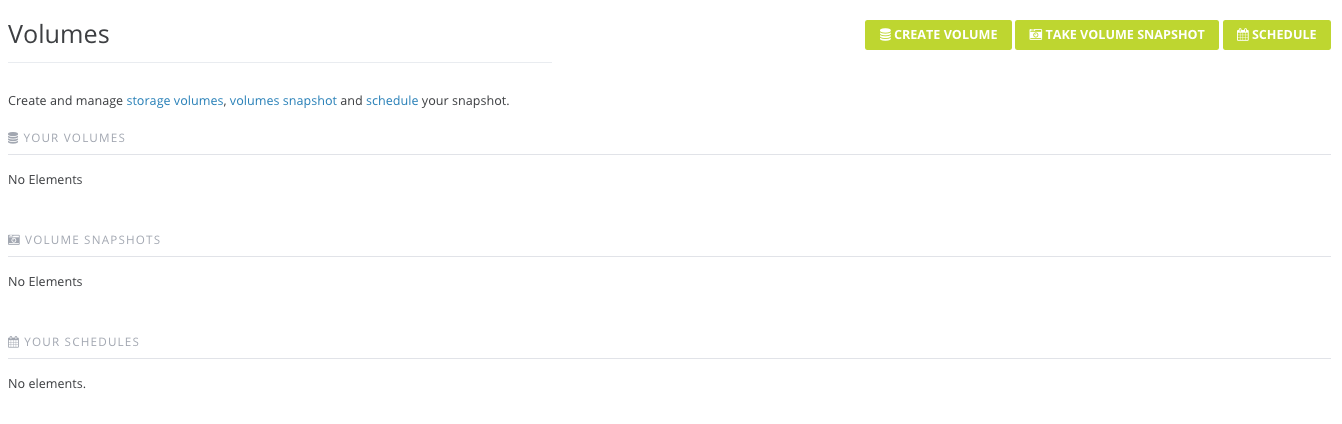 Volumes
CREATE VOLUME
TAKE VOLUME SNAPSHOT
SCHEDULE
Create and manage storage volumes, volumes snapshot and schedule your snapshot.
YOUR VOLUMES
No Elements
VOLUME SNAPSHOTS
No Elements
YOUR SCHEDULES
No elements.